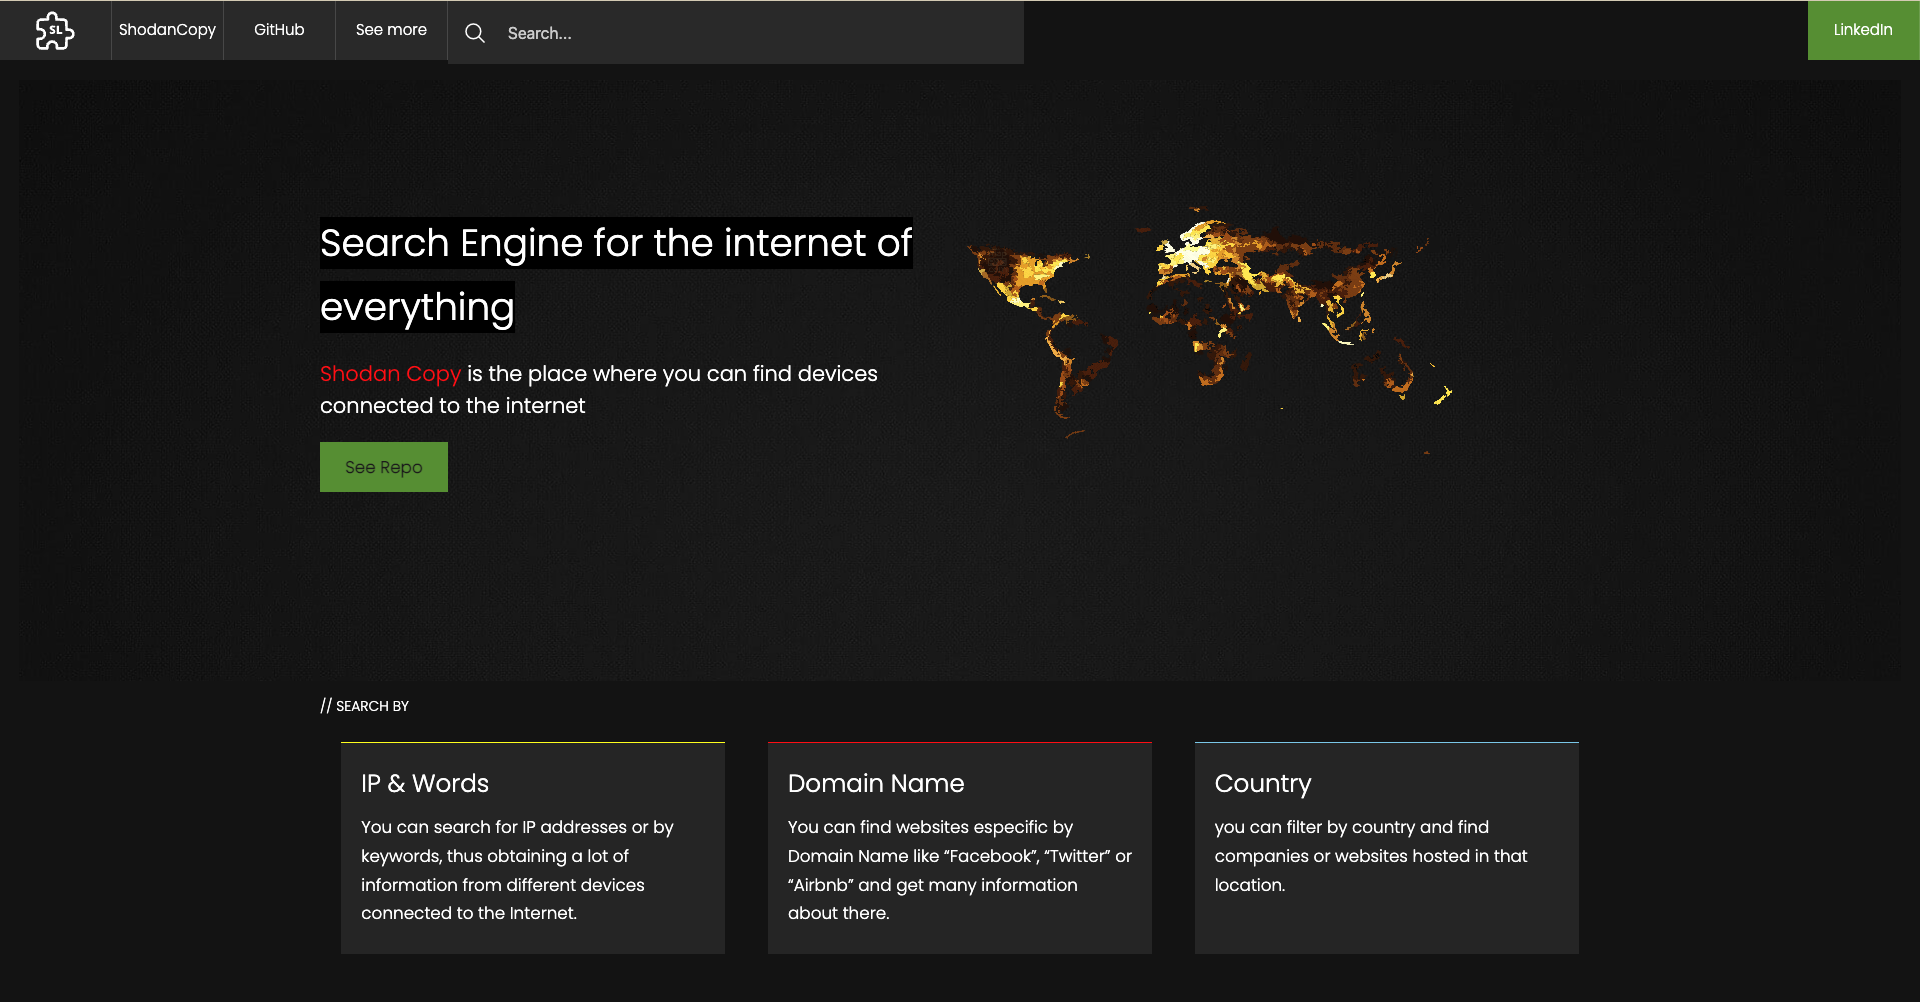 SL
ShodanCopy
GitHub
See more
Search...
LinkedIn
Search Engine for the internet of
everything
Shodan Copy is the place where you can find devices
connected to the internet
See Repo
// SEARCH BY
IP & Words
You can search for IP addresses or by
keywords, thus obtaining a lot of
information from different devices
connected to the Internet.
Domain Name
You can find websites especific by
Domain Name like “Facebook”, “Twitter” or
“Airbnb” and get many information
about there.
Country
you can filter by country and find
companies or websites hosted in that
location.